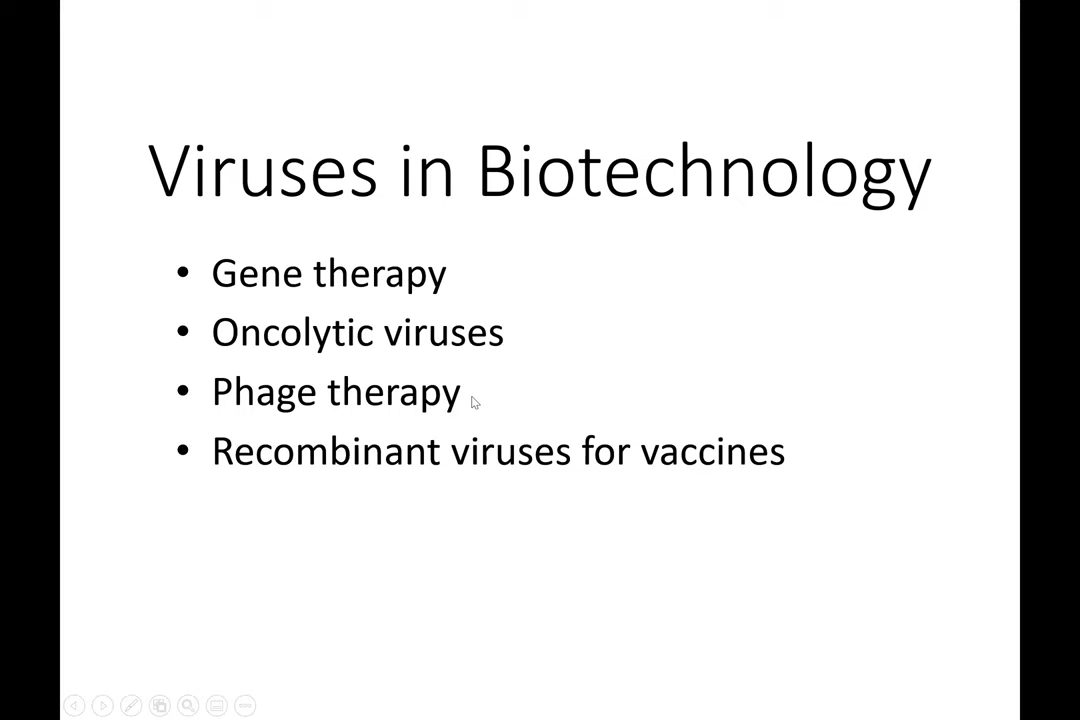 Viruses in Biotechnology
• Gene therapy
• Oncolytic viruses
• Phage therapy
• Recombinant viruses for vaccines